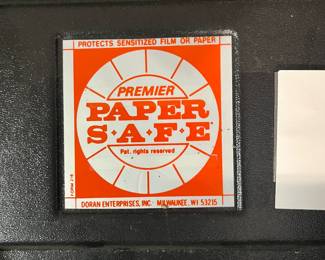 PROTECTS SENSITIZED FILM OR PAPER
PREMIER
PAPER
S·A·F·E
Pat. rights reserved
DORAN ENTERPRISES, INC. MILWAUKEE, WI 53215